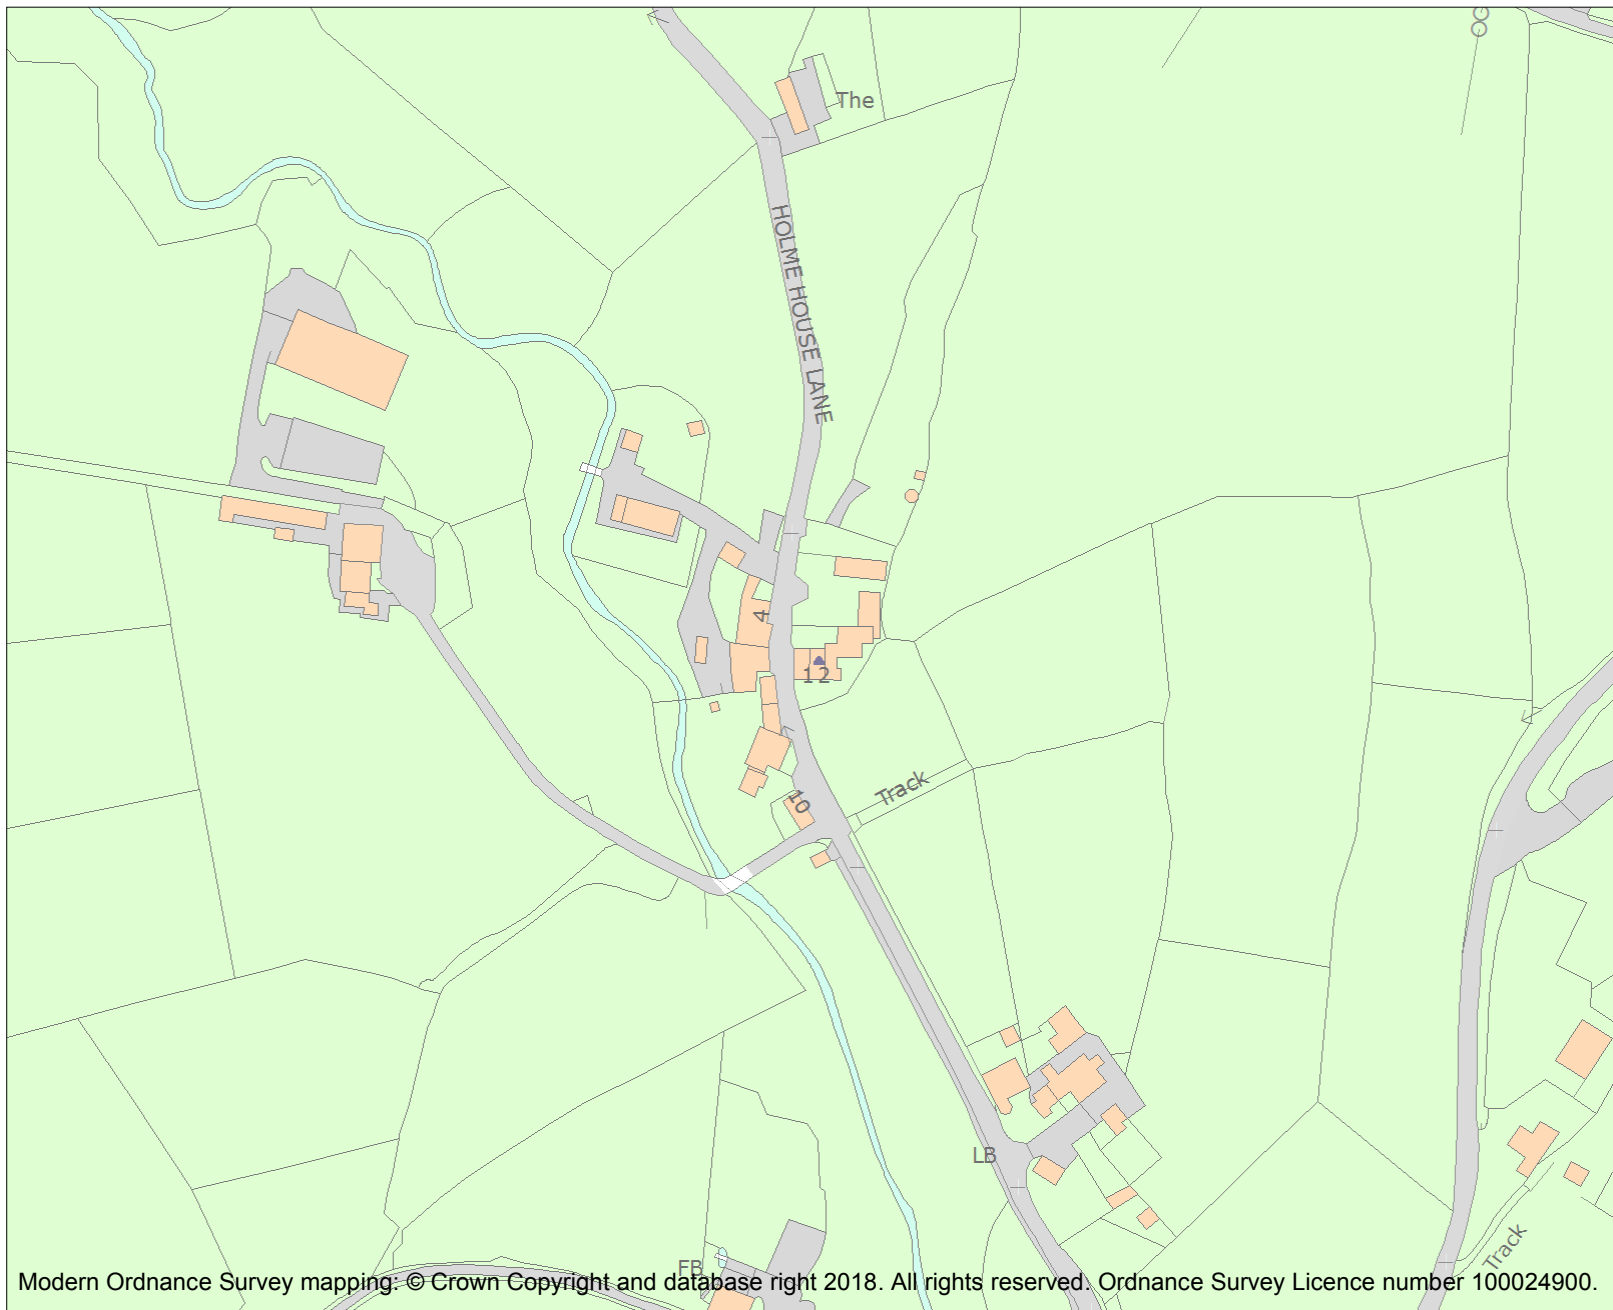 OG
The
HOLME HOUSE LANE
4
12
10
Track
LB
FB
Track
Modern Ordnance Survey mapping: © Crown Copyright and database right 2018. All rights reserved. Ordnance Survey Licence number 100024900.